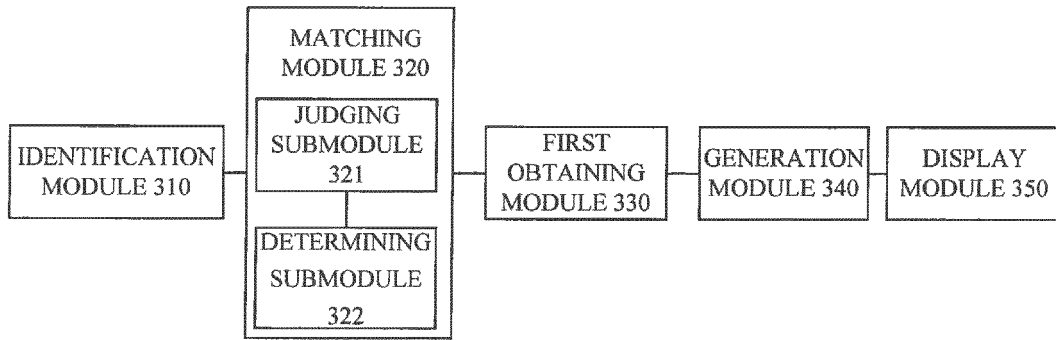 IDENTIFICATION
MODULE 310
MATCHING
MODULE 320
JUDGING
SUBMODULE
321
DETERMINING
SUBMODULE
322
FIRST
OBTAINING
MODULE 330
GENERATION
MODULE 340
DISPLAY
MODULE 350